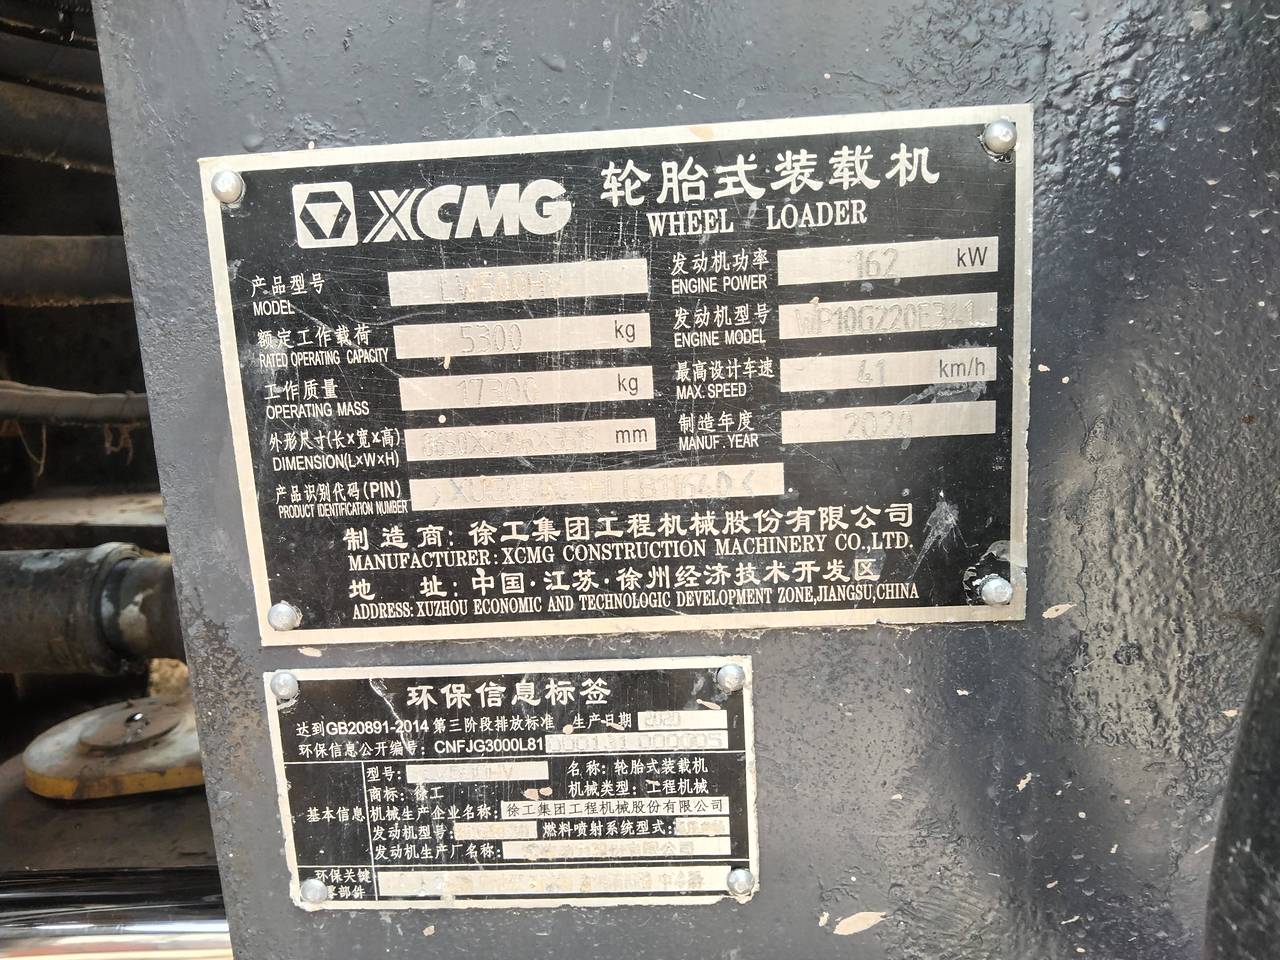 XCMG 轮胎式装载机
WHEEL LOADER
产品型号
MODEL
发动机功率 162 kW
ENGINE POWER
额定工作载荷 5300 kg
RATED OPERATING CAPACITY
发动机型号 WP10G220E341
ENGINE MODEL
工作质量 17300 kg
OPERATING MASS
最高设计车速 41 km/h
MAX. SPEED
外形尺寸(长×宽×高) mm
DIMENSION(L×W×H)
制造年度 2020
MANUF. YEAR
产品识别代码(PIN)
PRODUCT IDENTIFICATION NUMBER
制造商:徐工集团工程机械股份有限公司
MANUFACTURER: XCMG CONSTRUCTION MACHINERY CO.,LTD.
地 址:中国·江苏·徐州经济技术开发区
ADDRESS: XUZHOU ECONOMIC AND TECHNOLOGIC DEVELOPMENT ZONE,JIANGSU,CHINA
环保信息标签
达到GB20891-2014 第三阶段排放标准 生产日期 2020
环保信息公开编号: CNFJG3000L81
基本信息
型号: 名称: 轮胎式装载机
商标: 徐工 机械类型: 工程机械
机械生产企业名称: 徐工集团工程机械股份有限公司
发动机型号: 燃料喷射系统型式:
发动机生产厂名称:
环保关键
零部件